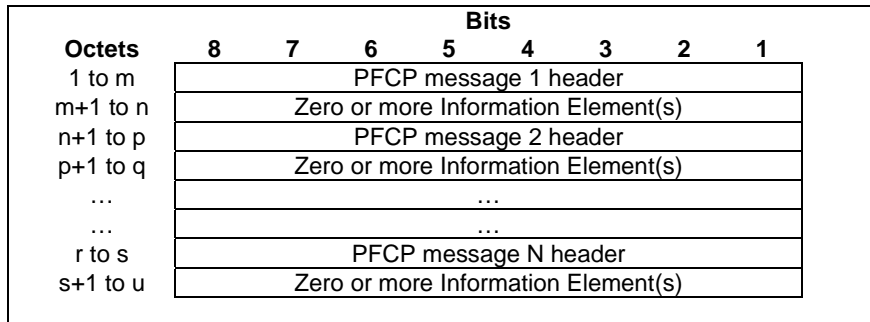 Bits
Octets 8 7 6 5 4 3 2 1
1 to m PFCP message 1 header
m+1 to n Zero or more Information Element(s)
n+1 to p PFCP message 2 header
p+1 to q Zero or more Information Element(s)
… …
… …
r to s PFCP message N header
s+1 to u Zero or more Information Element(s)